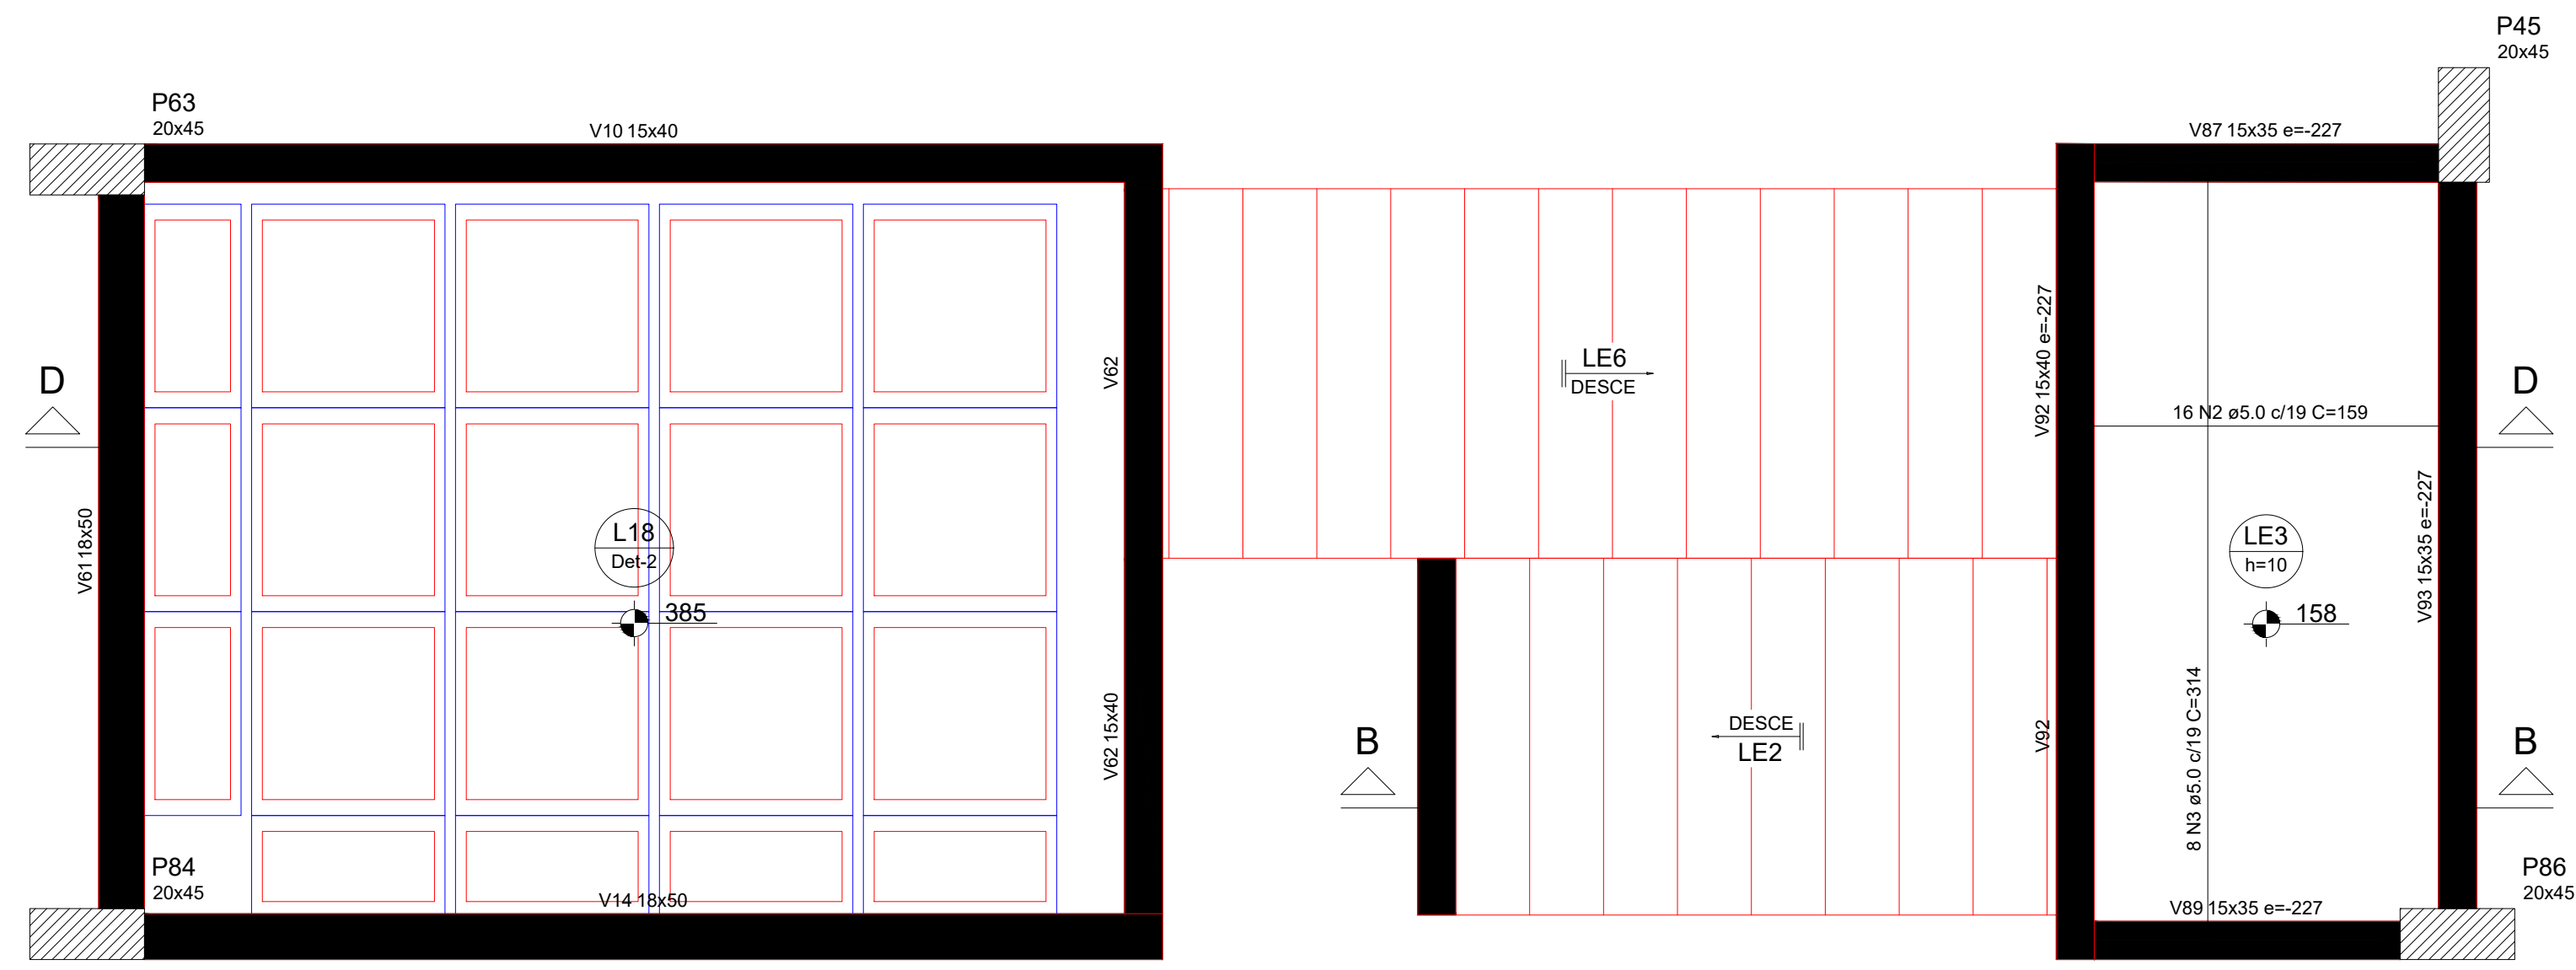 P45
20x45
P63
20x45
V10 15x40
V87 15x35 e=-227
V62
LE6
DESCE
V92 15x40 e=-227
D
D
16 N2 ø5.0 c/19 C=159
V61 18x50
L18
Det-2
385
LE3
h=10
158
V93 15x35 e=-227
V62 15x40
B
DESCE
LE2
V92
8 N3 ø5.0 c/19 C=314
B
P84
20x45
V14 18x50
P86
20x45
V89 15x35 e=-227